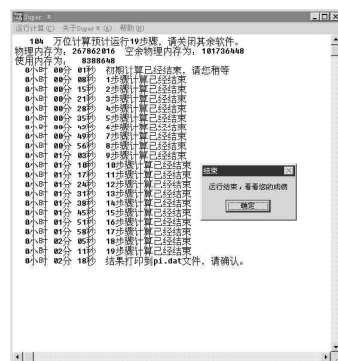 Super π
运行计算(C) 关于Super π (A) 帮助(H)
104 万位计算预计运行19步骤，请关闭其余软件。
物理内存为：267862016 空余物理内存为：101736448
使用内存为： 8388648
0小时 00分 01秒 初期计算已经结束，请您稍等
0小时 00分 08秒 1步骤计算已经结束
0小时 00分 15秒 2步骤计算已经结束
0小时 00分 21秒 3步骤计算已经结束
0小时 00分 28秒 4步骤计算已经结束
0小时 00分 35秒 5步骤计算已经结束
0小时 00分 42秒 6步骤计算已经结束
0小时 00分 49秒 7步骤计算已经结束
0小时 00分 56秒 8步骤计算已经结束
0小时 01分 03秒 9步骤计算已经结束
0小时 01分 10秒 10步骤计算已经结束
0小时 01分 17秒 11步骤计算已经结束
0小时 01分 24秒 12步骤计算已经结束
0小时 01分 31秒 13步骤计算已经结束
0小时 01分 38秒 14步骤计算已经结束
0小时 01分 45秒 15步骤计算已经结束
0小时 01分 51秒 16步骤计算已经结束
0小时 01分 58秒 17步骤计算已经结束
0小时 02分 05秒 18步骤计算已经结束
0小时 02分 11秒 19步骤计算已经结束
0小时 02分 18秒 结果打印到pi.dat文件，请确认。
结束
运行结束，看看您的成绩
确定